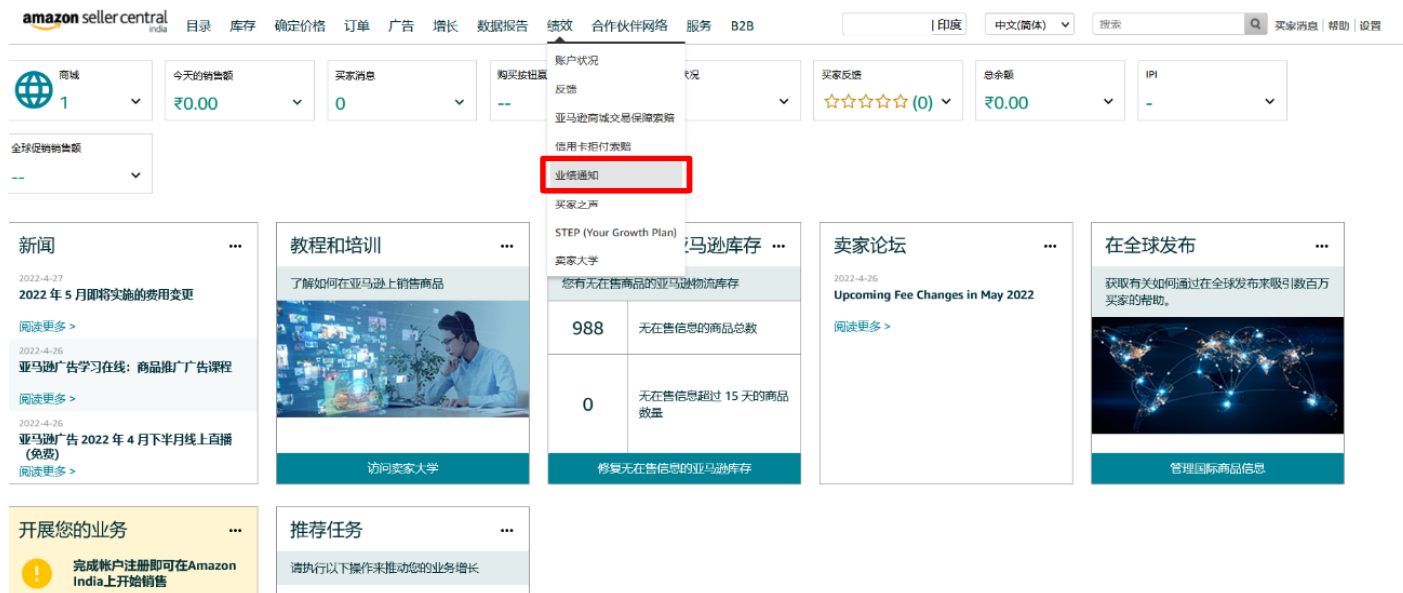 amazon seller central
india
目录 库存 确定价格 订单 广告 增长 数据报告 绩效 合作伙伴网络 服务 B2B
| 印度
中文(简体)
搜索
买家消息 | 帮助 | 设置
账户状况
反馈
亚马逊商城交易保障索赔
信用卡拒付索赔
业绩通知
买家之声
STEP (Your Growth Plan)
卖家大学
商城
1
今天的销售额
₹0.00
买家消息
0
购买按钮赢
--
状况
买家反馈
(0)
总余额
₹0.00
IPI
-
全球促销销售额
--
新闻
2022-4-27
2022 年 5 月即将实施的费用变更
阅读更多 >
2022-4-26
亚马逊广告学习在线：商品推广广告课程
阅读更多 >
2022-4-26
亚马逊广告 2022 年 4 月下半月线上直播
（免费）
阅读更多 >
教程和培训
了解如何在亚马逊上销售商品
访问卖家大学
亚马逊库存
您有无在售商品的亚马逊物流库存
988
无在售信息的商品总数
0
无在售信息超过 15 天的商品
数量
修复无在售信息的亚马逊库存
卖家论坛
2022-4-26
Upcoming Fee Changes in May 2022
阅读更多 >
在全球发布
获取有关如何通过在全球发布来吸引数百万
买家的帮助。
管理国际商品信息
开展您的业务
完成帐户注册即可在Amazon
India上开始销售
推荐任务
请执行以下操作来推动您的业务增长